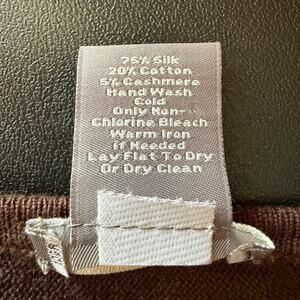 75% Silk
20% Cotton
5% Cashmere
Hand Wash
Cold
Only Non-
Chlorine Bleach
Warm Iron
if Needed
Lay Flat To Dry
Or Dry Clean